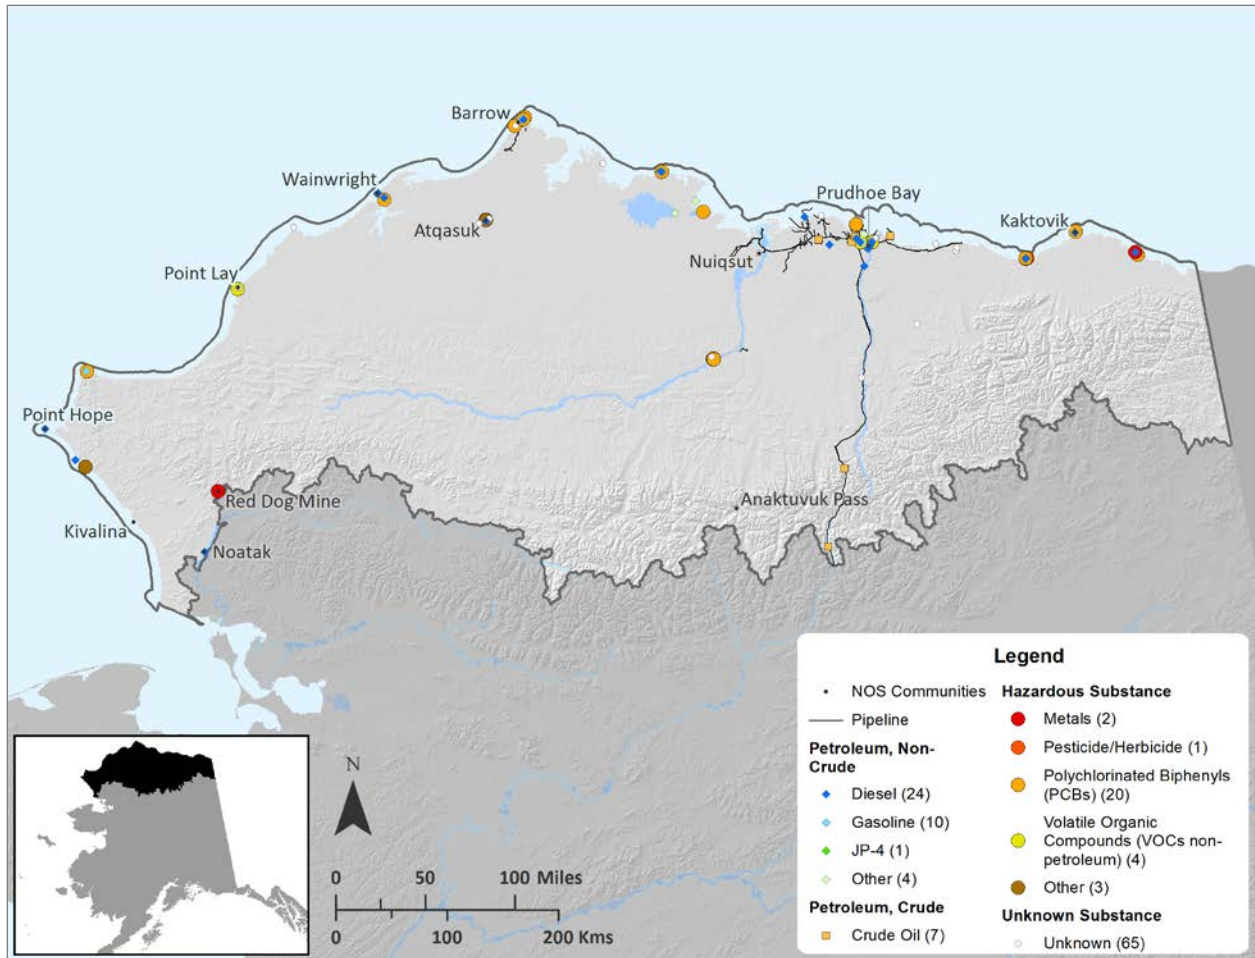 Barrow
Wainwright
Prudhoe Bay
Atqasuk
Kaktovik
Nuiqsut
Point Lay
Point Hope
Red Dog Mine
Anaktuvuk Pass
Kivalina
Noatak
N
0 50 100 Miles
0 100 200 Kms
Legend
NOS Communities
Pipeline
Petroleum, Non-
Crude
Diesel (24)
Gasoline (10)
JP-4 (1)
Other (4)
Petroleum, Crude
Crude Oil (7)
Hazardous Substance
Metals (2)
Pesticide/Herbicide (1)
Polychlorinated Biphenyls
(PCBs) (20)
Volatile Organic
Compounds (VOCs non-
petroleum) (4)
Other (3)
Unknown Substance
Unknown (65)